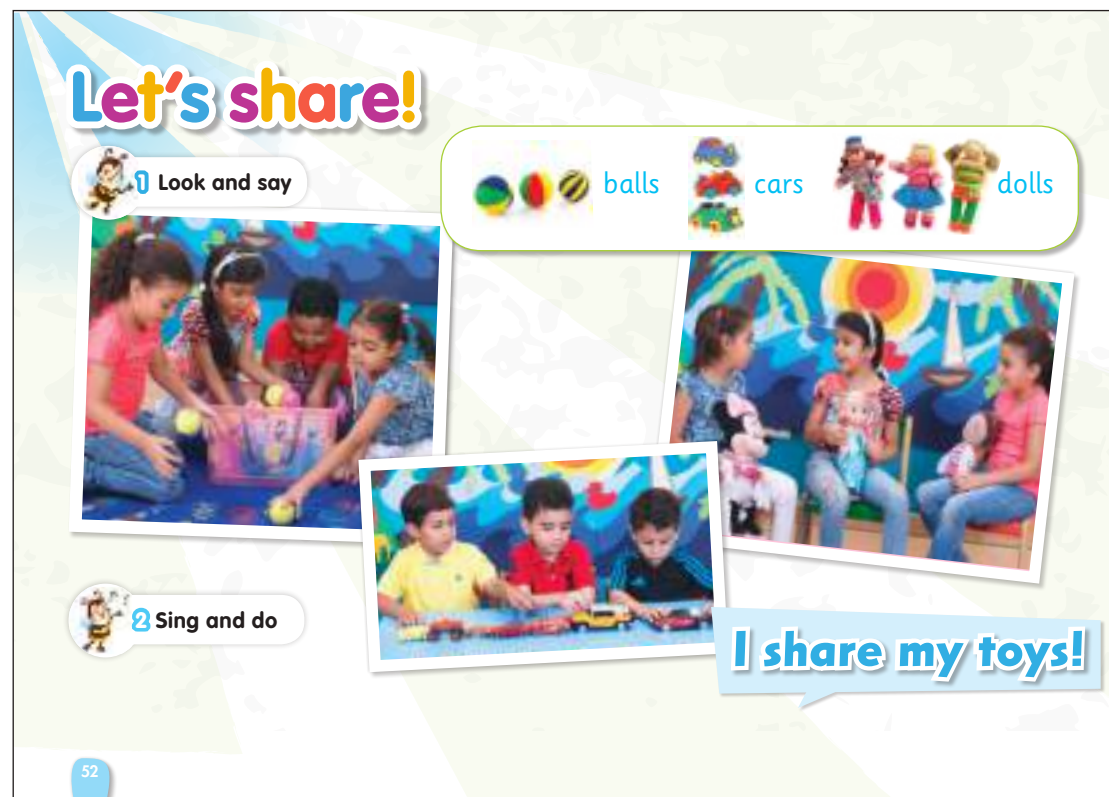 Let's share!
1 Look and say
balls
cars
dolls
2 Sing and do
I share my toys!
52